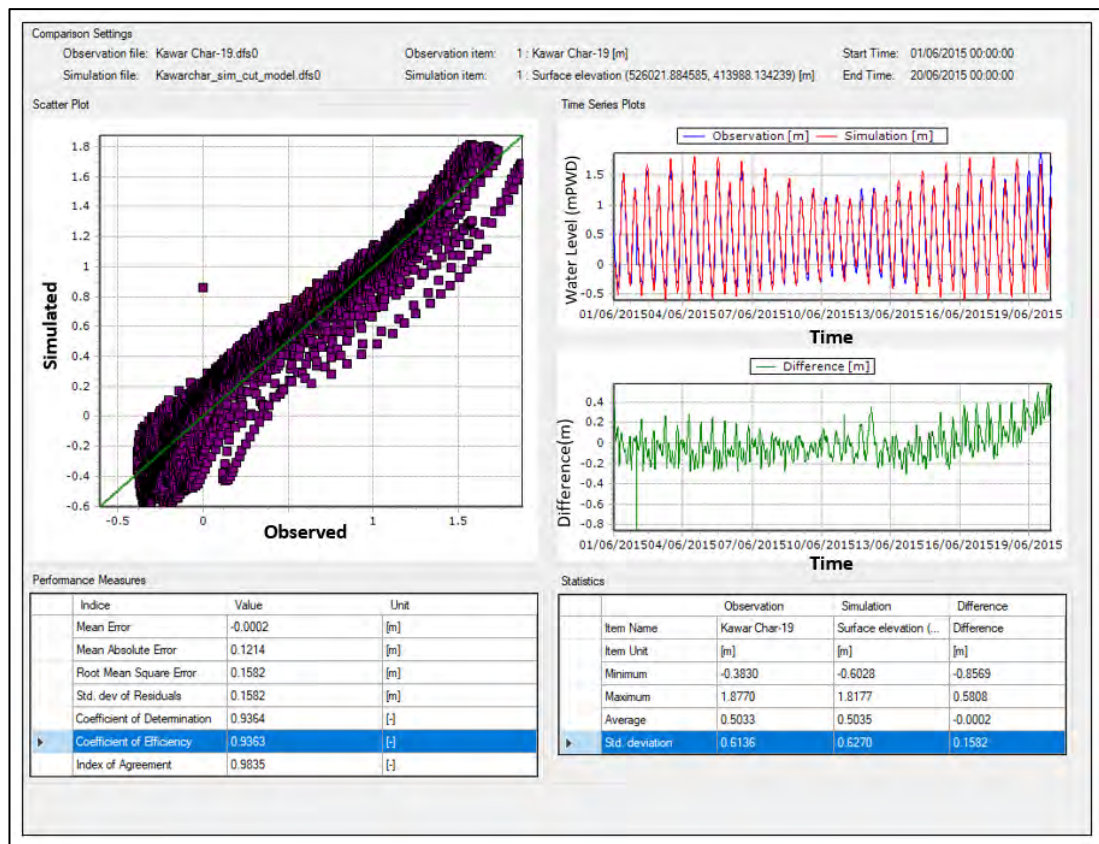 Comparison Settings
Observation file: Kawar Char-19.dfs0 Observation item: 1 : Kawar Char-19 [m] Start Time: 01/06/2015 00:00:00
Simulation file: Kawarchar_sim_cut_model.dfs0 Simulation item: 1 : Surface elevation (526021.884585, 413988.134239) [m] End Time: 20/06/2015 00:00:00
Scatter Plot
1.8
1.6
1.4
1.2
1
0.8
0.6
0.4
0.2
0
-0.2
-0.4
-0.6
Simulated
-0.5 0 0.5 1 1.5
Observed
Time Series Plots
Observation [m] Simulation [m]
Water Level (mPWD)
1.5
1
0.5
0
-0.5
01/06/2015 04/06/2015 07/06/2015 10/06/2015 13/06/2015 16/06/2015 19/06/2015
Time
Difference [m]
Difference(m)
0.4
0.2
0
-0.2
-0.4
-0.6
-0.8
01/06/2015 04/06/2015 07/06/2015 10/06/2015 13/06/2015 16/06/2015 19/06/2015
Time
Performance Measures
Indice Value Unit
Mean Error -0.0002 [m]
Mean Absolute Error 0.1214 [m]
Root Mean Square Error 0.1582 [m]
Std. dev of Residuals 0.1582 [m]
Coefficient of Determination 0.9364 [-]
Coefficient of Efficiency 0.9363 [-]
Index of Agreement 0.9835 [-]
Statistics
Observation Simulation Difference
Item Name Kawar Char-19 Surface elevation (... Difference
Item Unit [m] [m] [m]
Minimum -0.3830 -0.6028 -0.8569
Maximum 1.8770 1.8177 0.5808
Average 0.5033 0.5035 -0.0002
Std. deviation 0.6136 0.6270 0.1582